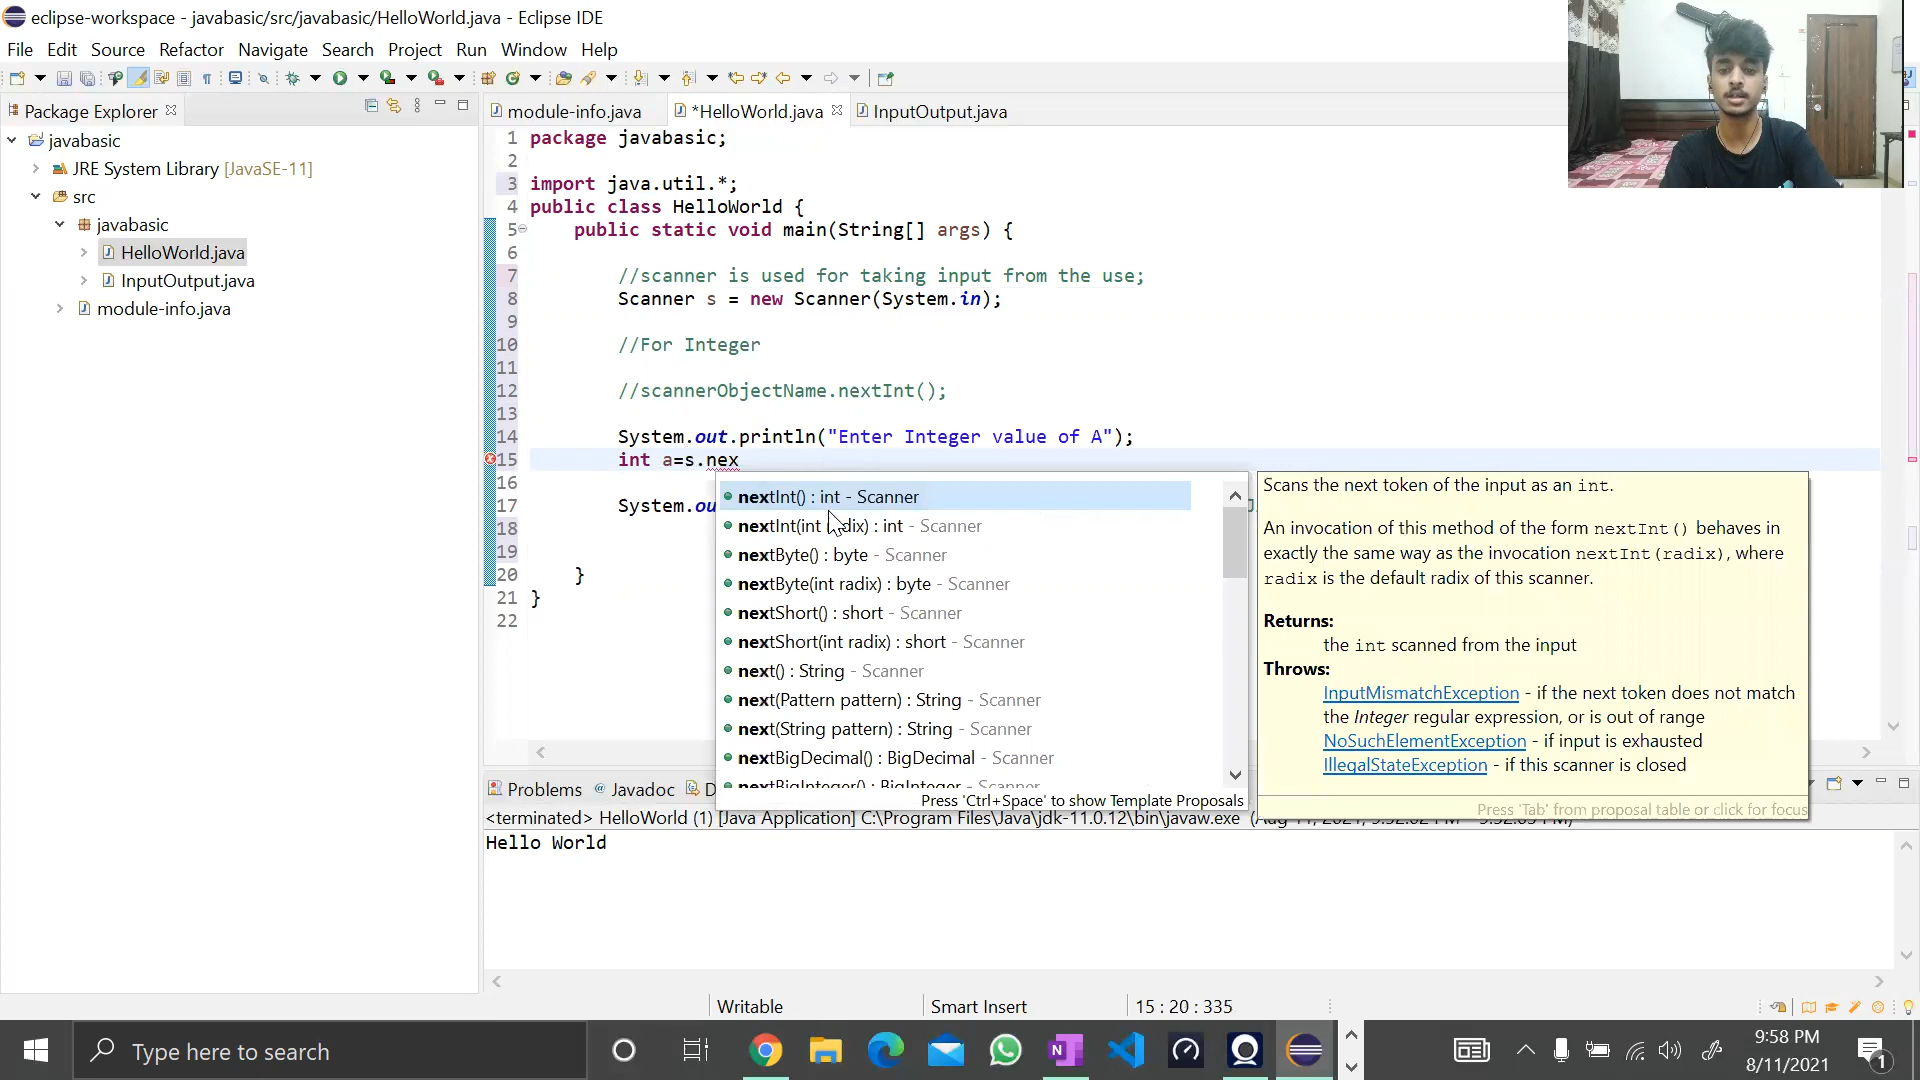 eclipse-workspace - javabasic/src/javabasic/HelloWorld.java - Eclipse IDE
File Edit Source Refactor Navigate Search Project Run Window Help
Package Explorer
javabasic
JRE System Library [JavaSE-11]
src
javabasic
HelloWorld.java
InputOutput.java
module-info.java
module-info.java *HelloWorld.java InputOutput.java
1 package javabasic;
2
3 import java.util.*;
4 public class HelloWorld {
5 public static void main(String[] args) {
6
7 //scanner is used for taking input from the use;
8 Scanner s = new Scanner(System.in);
9
10 //For Integer
11
12 //scannerObjectName.nextInt();
13
14 System.out.println("Enter Integer value of A");
15 int a=s.nex
16
17 System.ou
18
19
20 }
21 }
22
nextInt() : int - Scanner
nextInt(int radix) : int - Scanner
nextByte() : byte - Scanner
nextByte(int radix) : byte - Scanner
nextShort() : short - Scanner
nextShort(int radix) : short - Scanner
next() : String - Scanner
next(Pattern pattern) : String - Scanner
next(String pattern) : String - Scanner
nextBigDecimal() : BigDecimal - Scanner
nextBigInteger() : BigInteger - Scanner
Press 'Ctrl+Space' to show Template Proposals
Scans the next token of the input as an int.
An invocation of this method of the form nextInt() behaves in
exactly the same way as the invocation nextInt(radix), where
radix is the default radix of this scanner.
Returns:
the int scanned from the input
Throws:
InputMismatchException - if the next token does not match
the Integer regular expression, or is out of range
NoSuchElementException - if input is exhausted
IllegalStateException - if this scanner is closed
Press 'Tab' from proposal table or click for focus
Problems Javadoc D
<terminated> HelloWorld (1) [Java Application] C:\Program Files\Java\jdk-11.0.12\bin\javaw.exe
Hello World
Writable Smart Insert 15 : 20 : 335
Type here to search
9:58 PM
8/11/2021
1